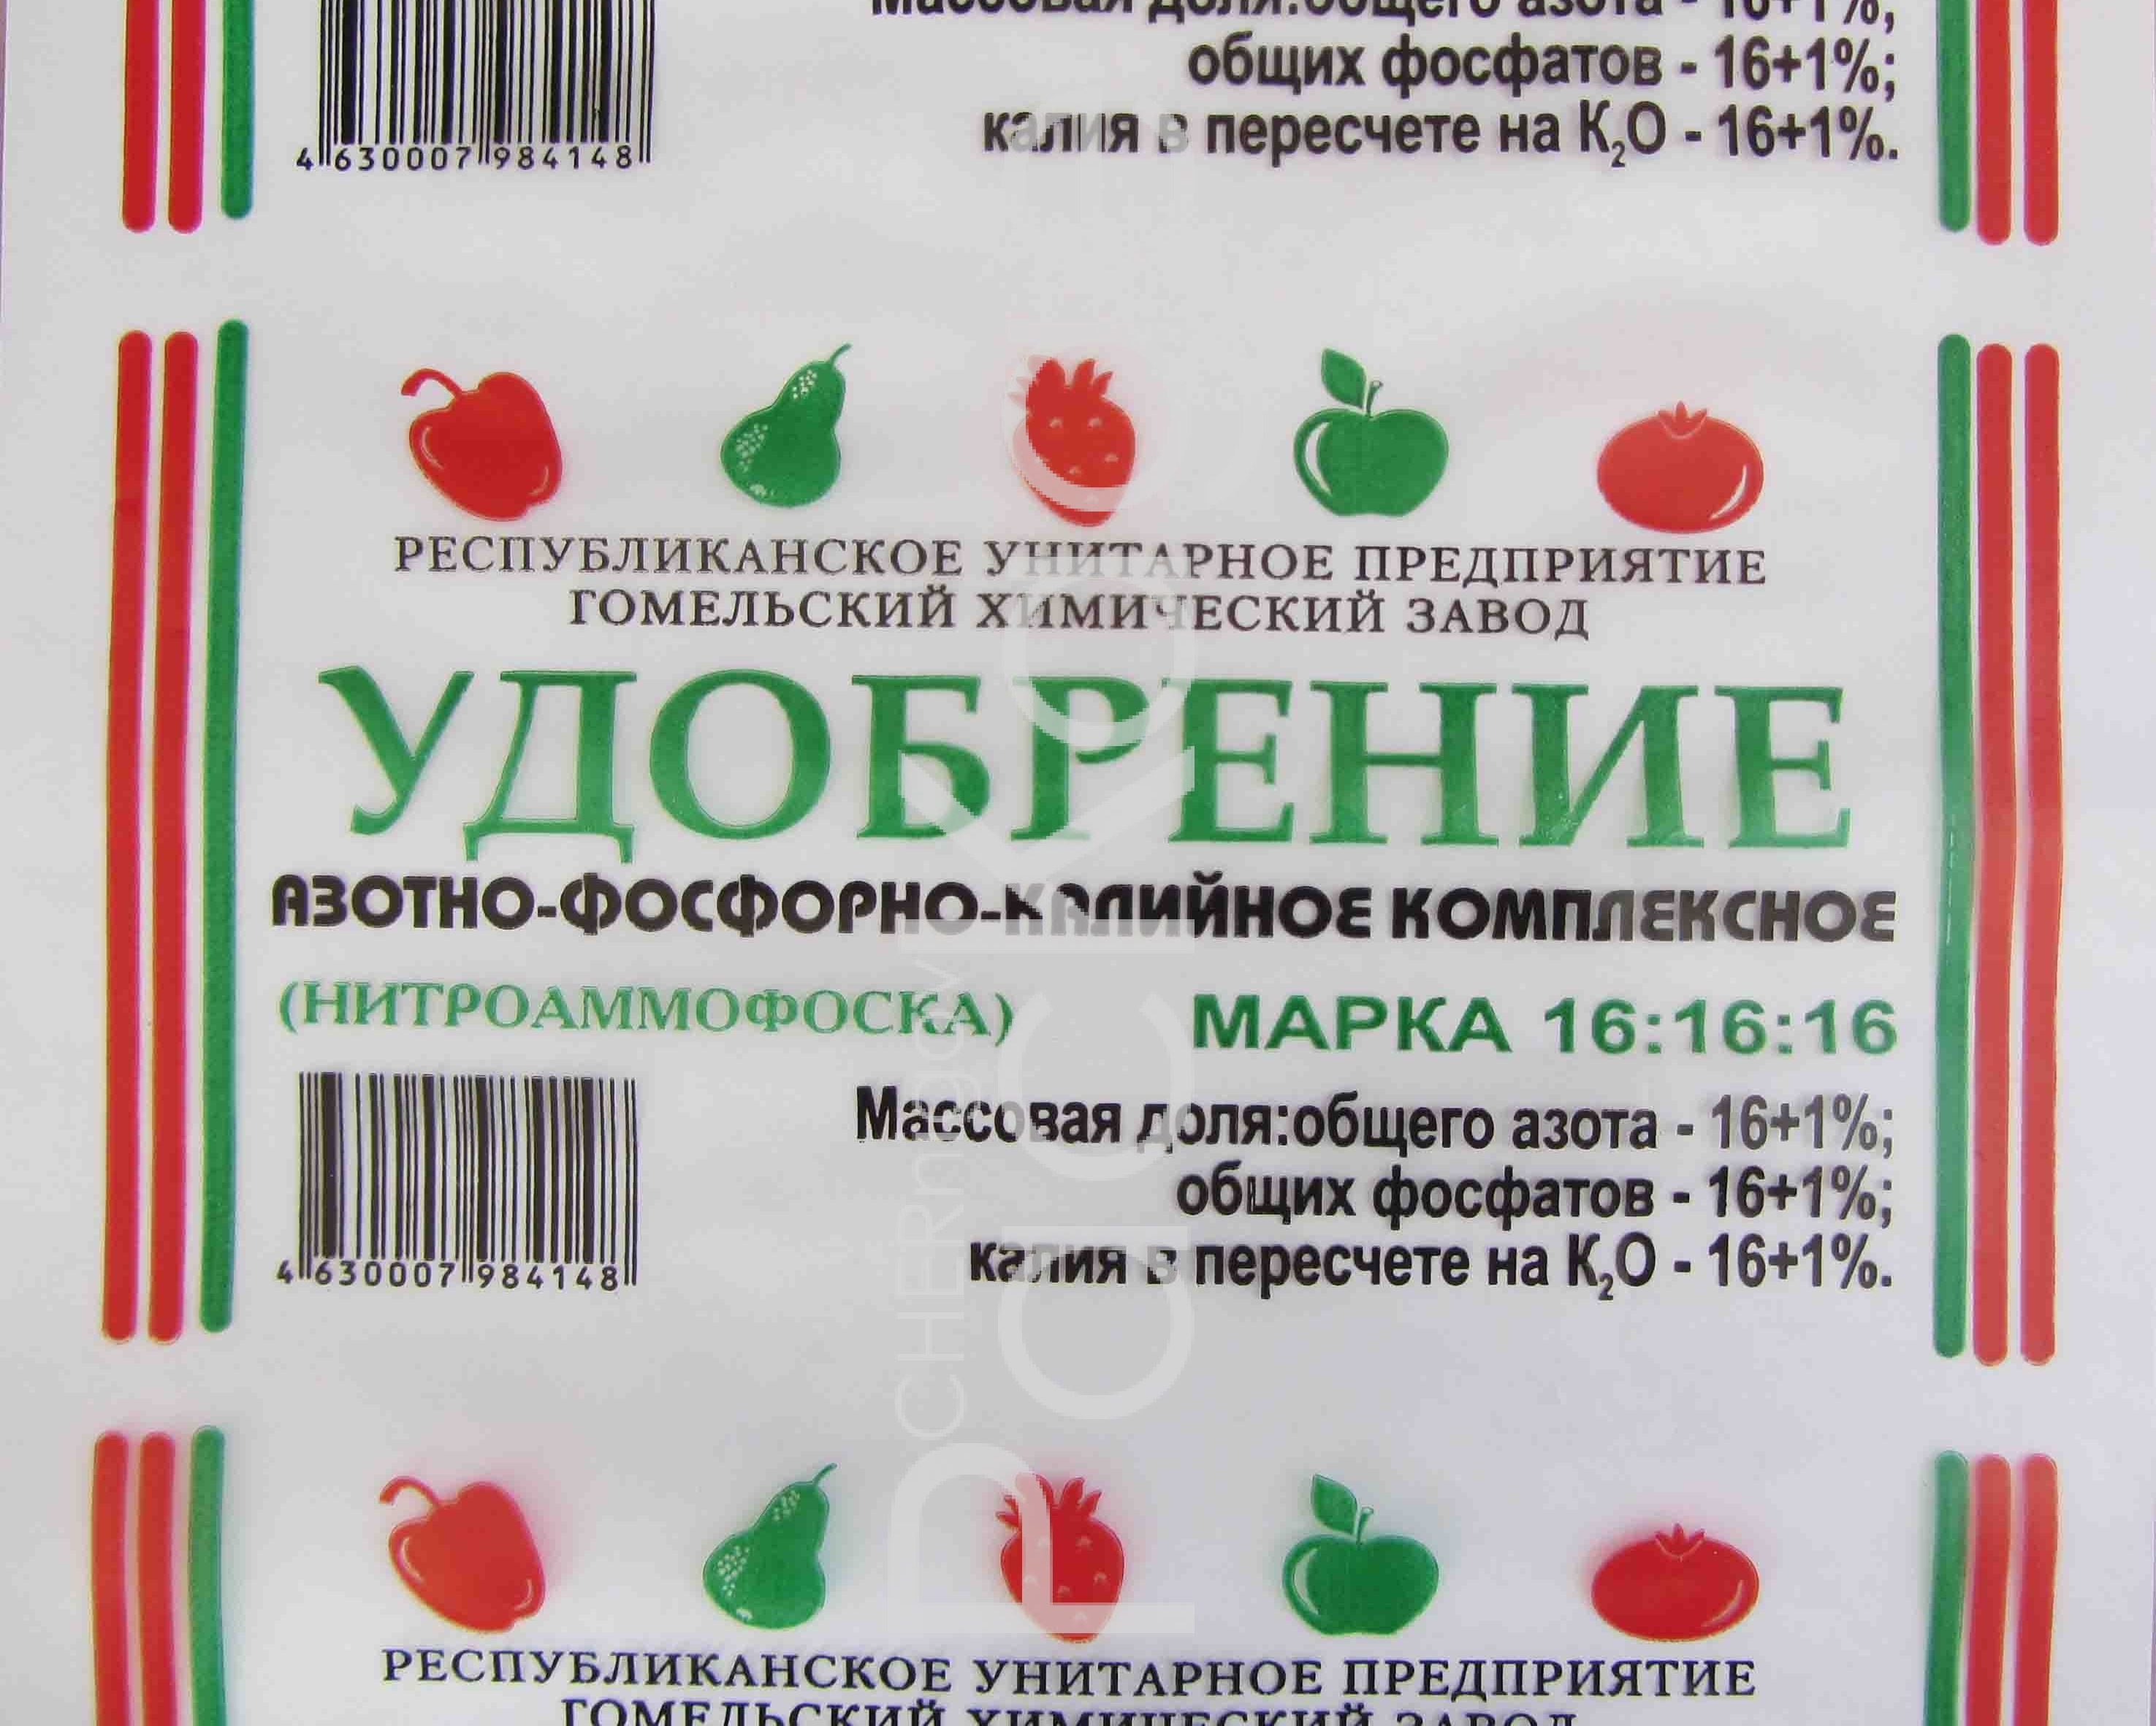 Массовая доля:общего азота - 16+1%;
общих фосфатов - 16+1%;
калия в пересчете на K₂O - 16+1%.
4 630007 984148
РЕСПУБЛИКАНСКОЕ УНИТАРНОЕ ПРЕДПРИЯТИЕ
ГОМЕЛЬСКИЙ ХИМИЧЕСКИЙ ЗАВОД
УДОБРЕНИЕ
АЗОТНО-ФОСФОРНО-КАЛИЙНОЕ КОМПЛЕКСНОЕ
(НИТРОАММОФОСКА) МАРКА 16:16:16
Массовая доля:общего азота - 16+1%;
общих фосфатов - 16+1%;
калия в пересчете на K₂O - 16+1%.
4 630007 984148
РЕСПУБЛИКАНСКОЕ УНИТАРНОЕ ПРЕДПРИЯТИЕ
ГОМЕЛЬСКИЙ ХИМИЧЕСКИЙ ЗАВОД